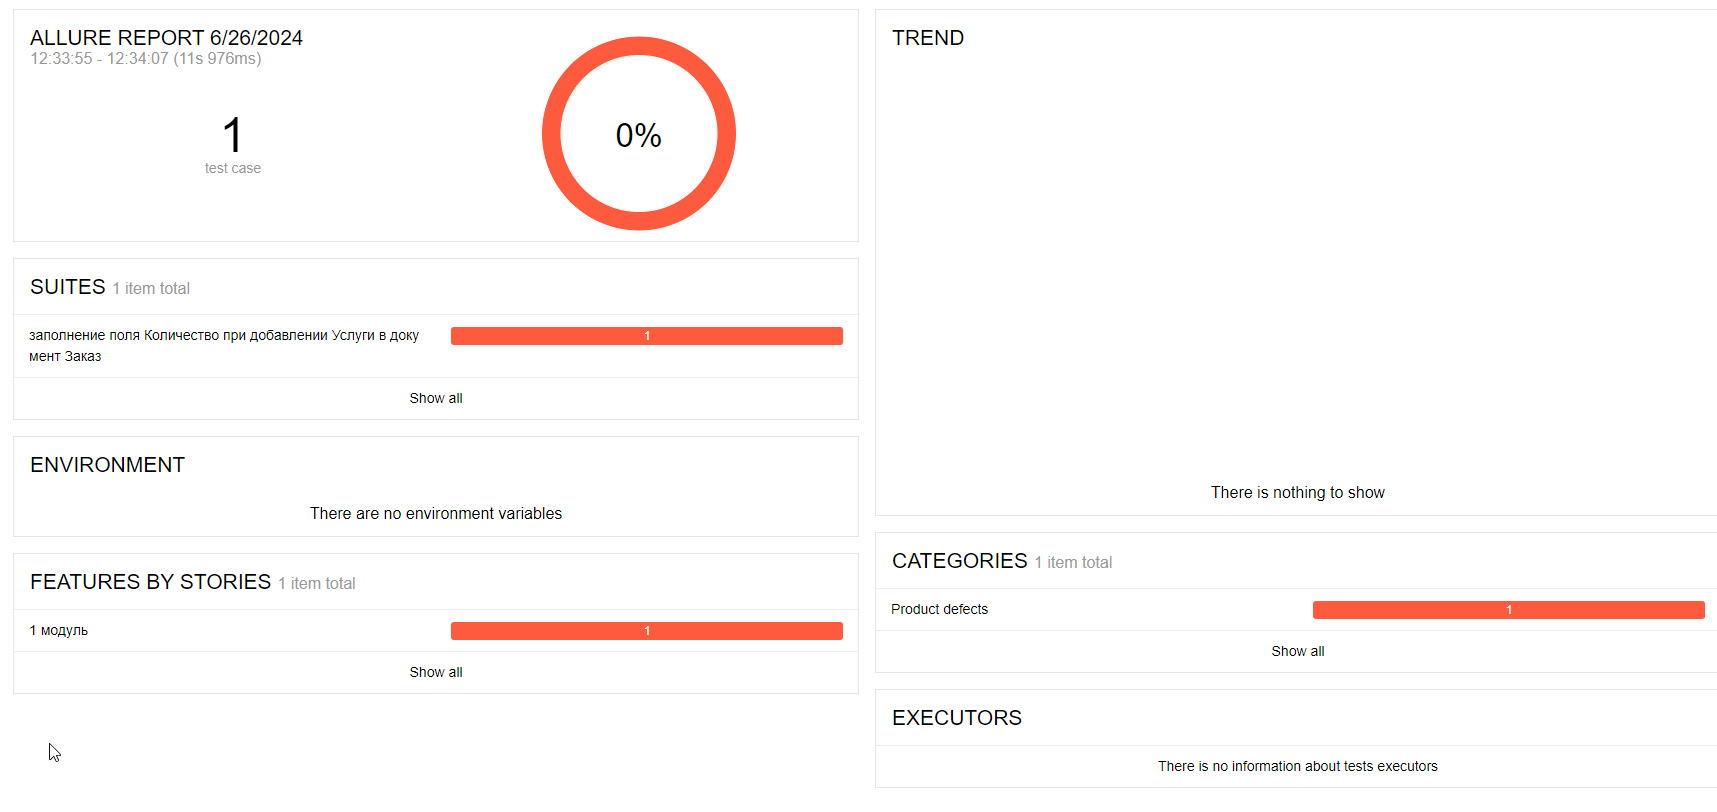 ALLURE REPORT 6/26/2024
12:33:55 - 12:34:07 (11s 976ms)
1
test case
0%
SUITES 1 item total
заполнение поля Количество при добавлении Услуги в доку
мент Заказ
1
Show all
ENVIRONMENT
There are no environment variables
FEATURES BY STORIES 1 item total
1 модуль
1
Show all
TREND
There is nothing to show
CATEGORIES 1 item total
Product defects
1
Show all
EXECUTORS
There is no information about tests executors